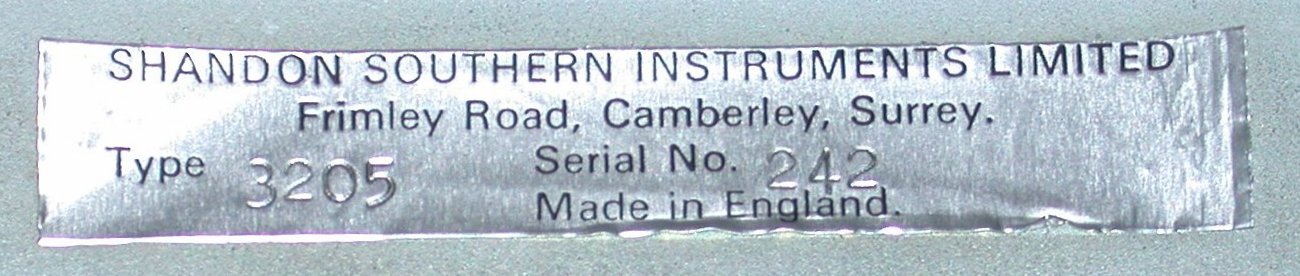 SHANDON SOUTHERN INSTRUMENTS LIMITED
Frimley Road, Camberley, Surrey.
Type 3205 Serial No. 242
Made in England.